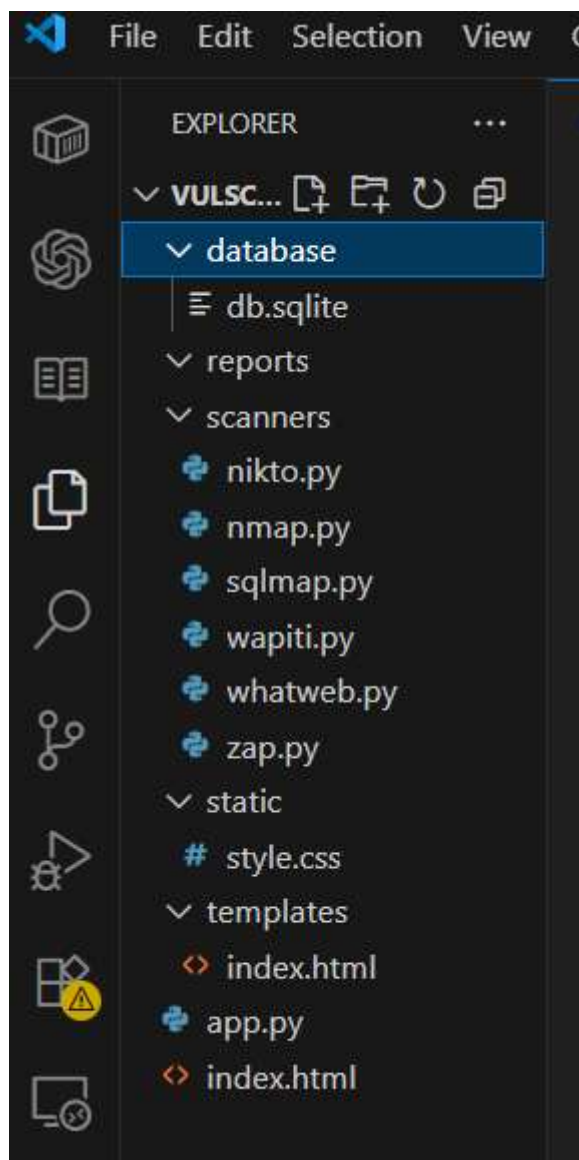 File Edit Selection View
EXPLORER ...
VULSC...
database
db.sqlite
reports
scanners
nikto.py
nmap.py
sqlmap.py
wapiti.py
whatweb.py
zap.py
static
# style.css
templates
<> index.html
app.py
<> index.html